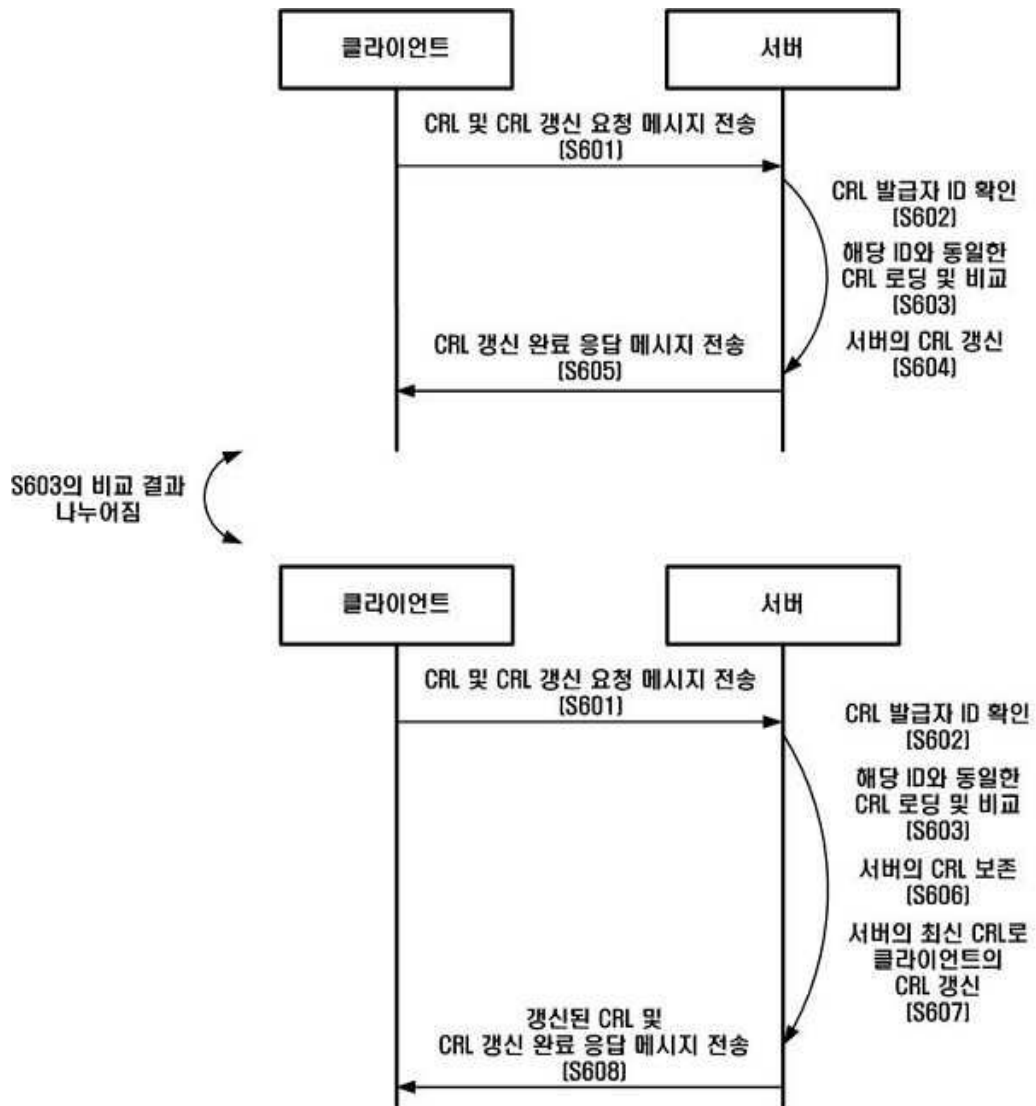 클라이언트
서버
CRL 및 CRL 갱신 요청 메시지 전송
(S601)
CRL 발급자 ID 확인
(S602)
해당 ID와 동일한
CRL 로딩 및 비교
(S603)
서버의 CRL 갱신
(S604)
CRL 갱신 완료 응답 메시지 전송
(S605)
S603의 비교 결과
나누어짐
클라이언트
서버
CRL 및 CRL 갱신 요청 메시지 전송
(S601)
CRL 발급자 ID 확인
(S602)
해당 ID와 동일한
CRL 로딩 및 비교
(S603)
서버의 CRL 보존
(S606)
서버의 최신 CRL로
클라이언트의
CRL 갱신
(S607)
갱신된 CRL 및
CRL 갱신 완료 응답 메시지 전송
(S608)